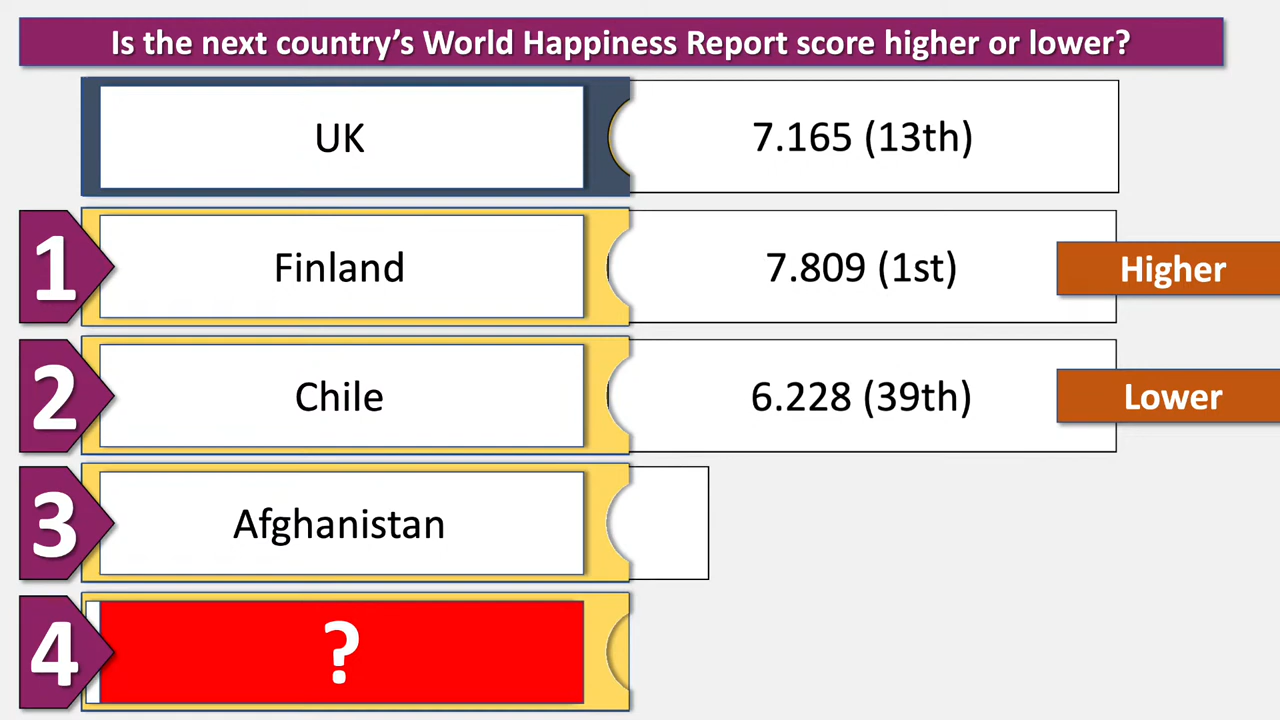 Is the next country’s World Happiness Report score higher or lower?
UK 7.165 (13th)
1 Finland 7.809 (1st) Higher
2 Chile 6.228 (39th) Lower
3 Afghanistan
4 ?